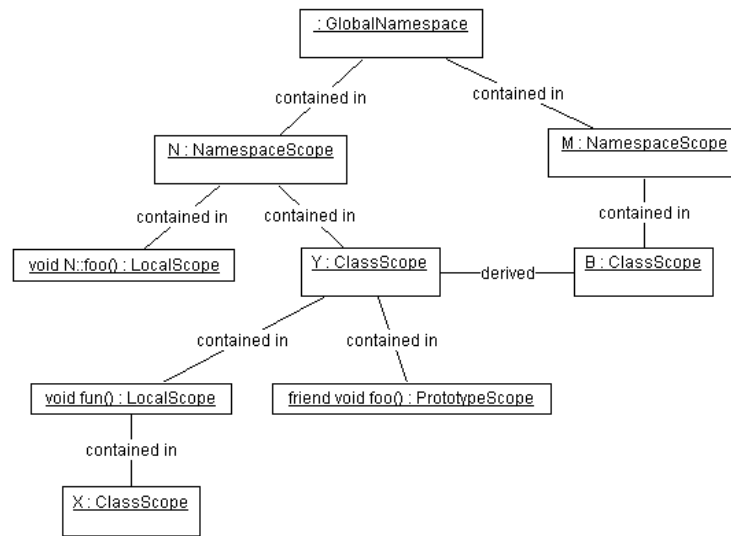 : GlobalNamespace
contained in
contained in
N : NamespaceScope
M : NamespaceScope
contained in
contained in
contained in
void N::foo() : LocalScope
Y : ClassScope
derived
B : ClassScope
contained in
contained in
void fun() : LocalScope
friend void foo() : PrototypeScope
contained in
X : ClassScope